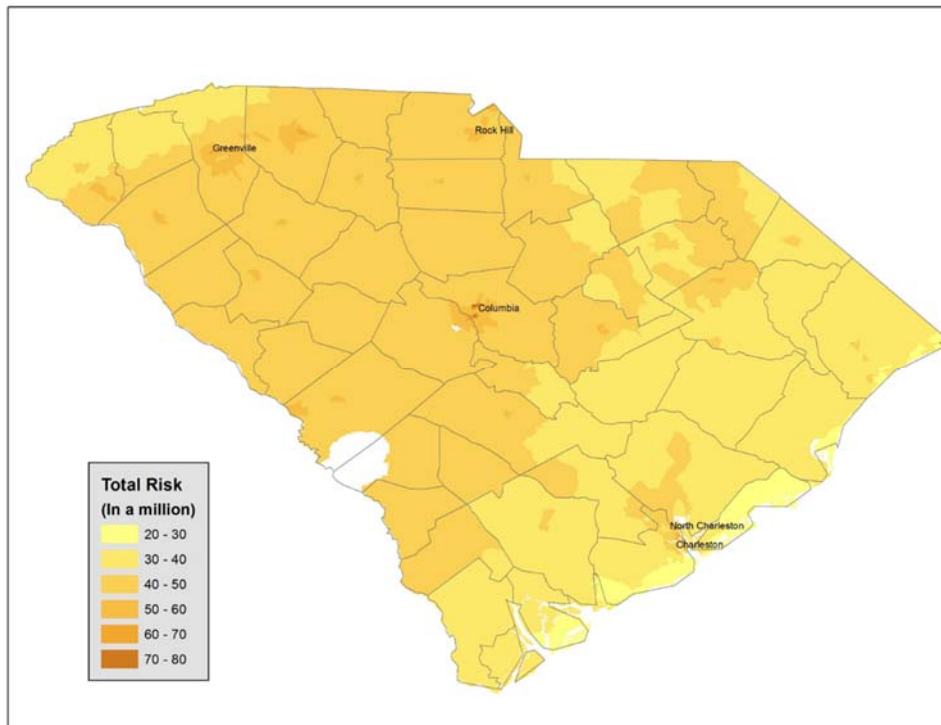 Rock Hill
Greenville
Columbia
North Charleston
Charleston
Total Risk
(In a million)
20 - 30
30 - 40
40 - 50
50 - 60
60 - 70
70 - 80